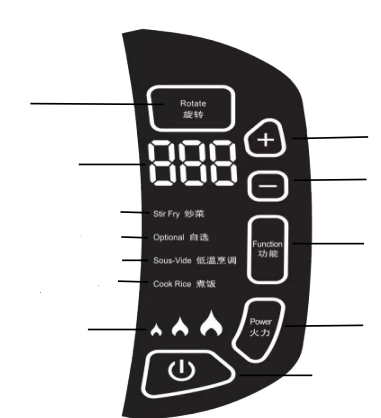 Rotate
旋转
888
Stir Fry 炒菜
Optional 自选
Sous-Vide 低温烹调
Cook Rice 煮饭
Function
功能
Power
火力